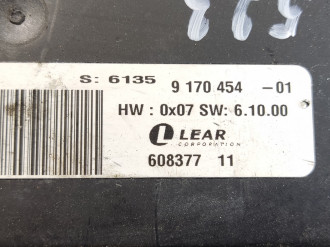 S: 6135 9 170 454 -01
HW : 0x07 SW: 6.10.00
LEAR
CORPORATION
608377 11